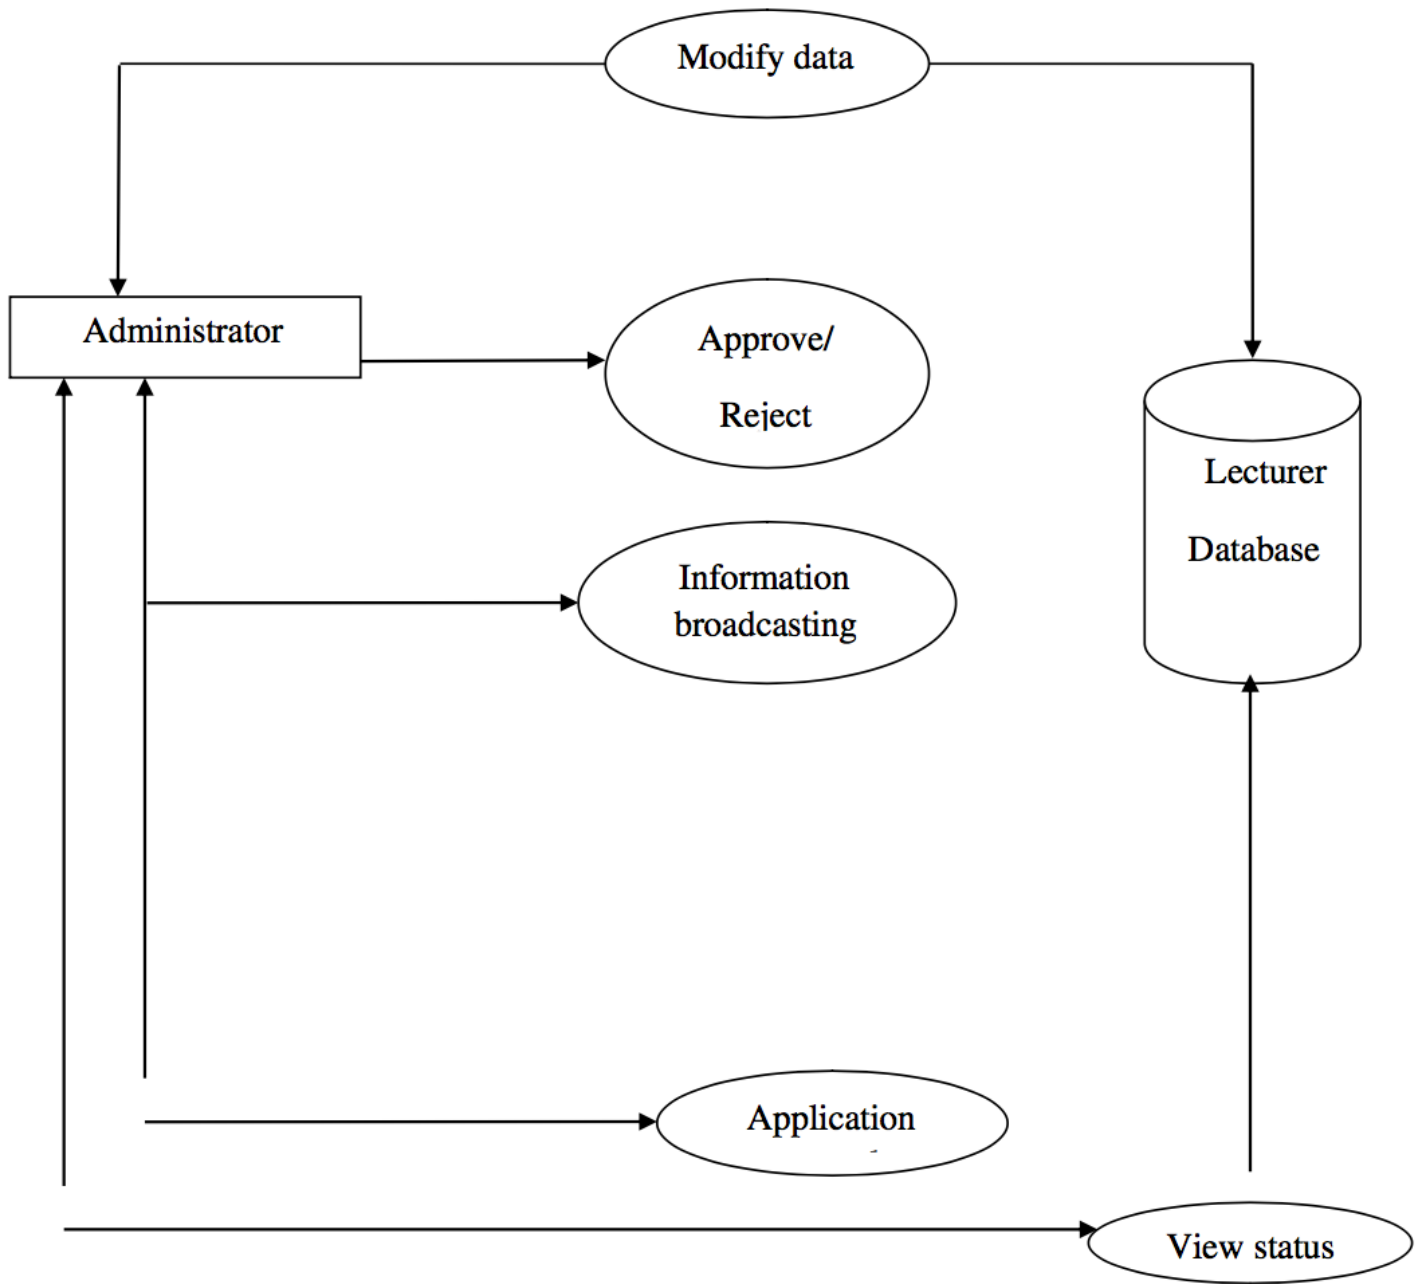 Modify data
Administrator
Approve/
Reject
Lecturer
Database
Information
broadcasting
Application
View status